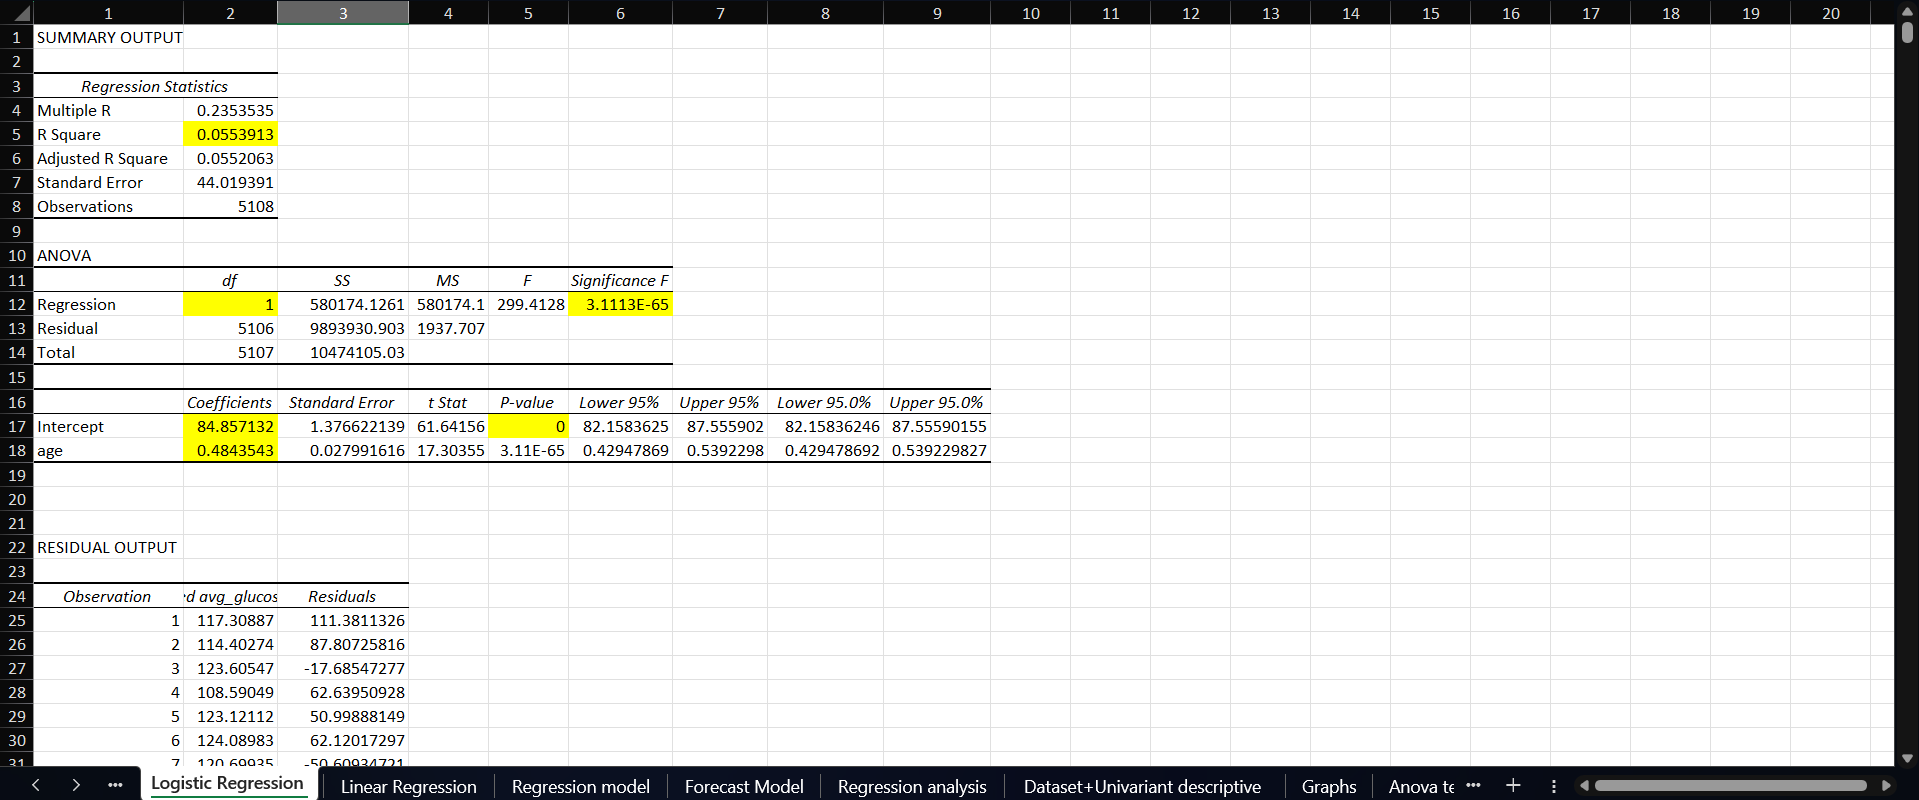 1 2 3 4 5 6 7 8 9 10 11 12 13 14 15 16 17 18 19 20
1 SUMMARY OUTPUT
2
3 Regression Statistics
4 Multiple R 0.2353535
5 R Square 0.0553913
6 Adjusted R Square 0.0552063
7 Standard Error 44.019391
8 Observations 5108
9
10 ANOVA
11 df SS MS F Significance F
12 Regression 1 580174.1261 580174.1 299.4128 3.1113E-65
13 Residual 5106 9893930.903 1937.707
14 Total 5107 10474105.03
15
16 Coefficients Standard Error t Stat P-value Lower 95% Upper 95% Lower 95.0% Upper 95.0%
17 Intercept 84.857132 1.376622139 61.64156 0 82.1583625 87.555902 82.15836246 87.55590155
18 age 0.4843543 0.027991616 17.30355 3.11E-65 0.42947869 0.5392298 0.429478692 0.539229827
19
20
21
22 RESIDUAL OUTPUT
23
24 Observation d avg_glucos Residuals
25 1 117.30887 111.3811326
26 2 114.40274 87.80725816
27 3 123.60547 -17.68547277
28 4 108.59049 62.63950928
29 5 123.12112 50.99888149
30 6 124.08983 62.12017297
31 7 120.69935 -50.60934721
Logistic Regression Linear Regression Regression model Forecast Model Regression analysis Dataset+Univariant descriptive Graphs Anova te